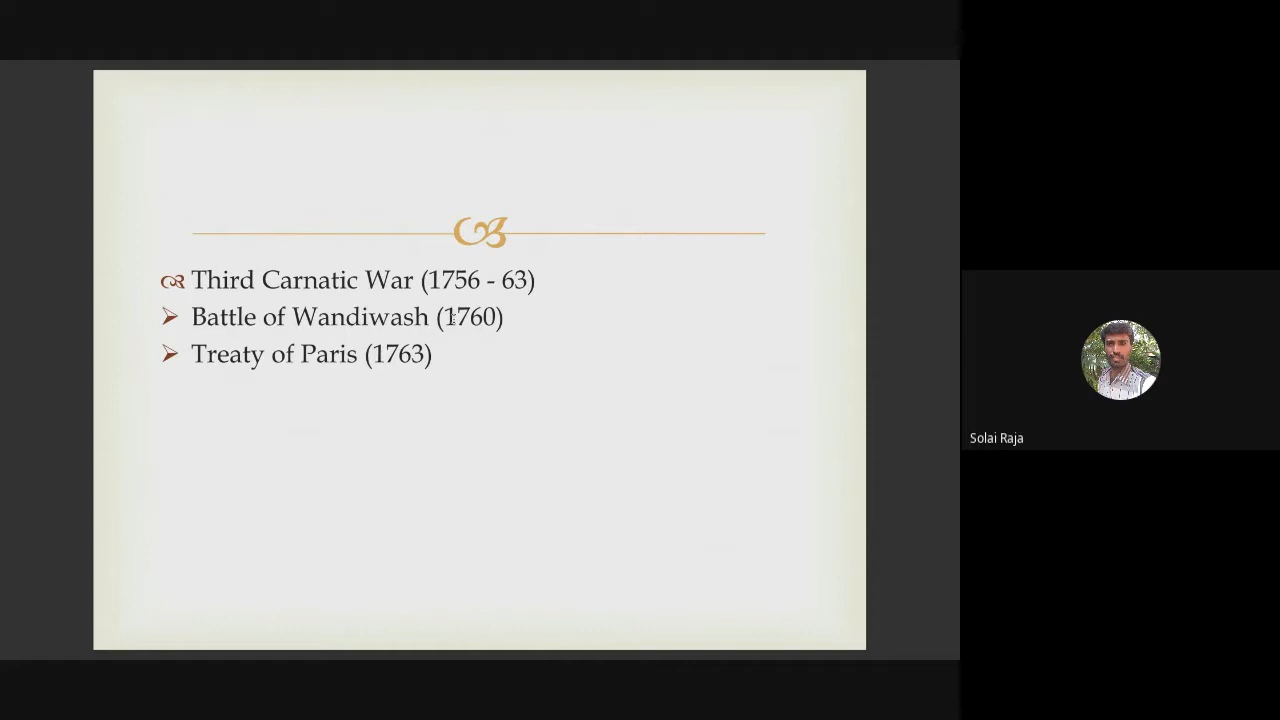 Third Carnatic War (1756 - 63)
Battle of Wandiwash (1760)
Treaty of Paris (1763)
Solai Raja